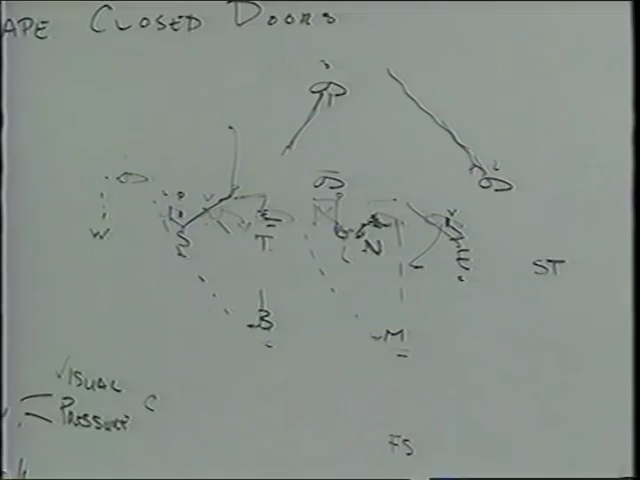 APE CLOSED DOORS
W
T
N
ST
B
M
VISUAL
PRESSURE C
FS